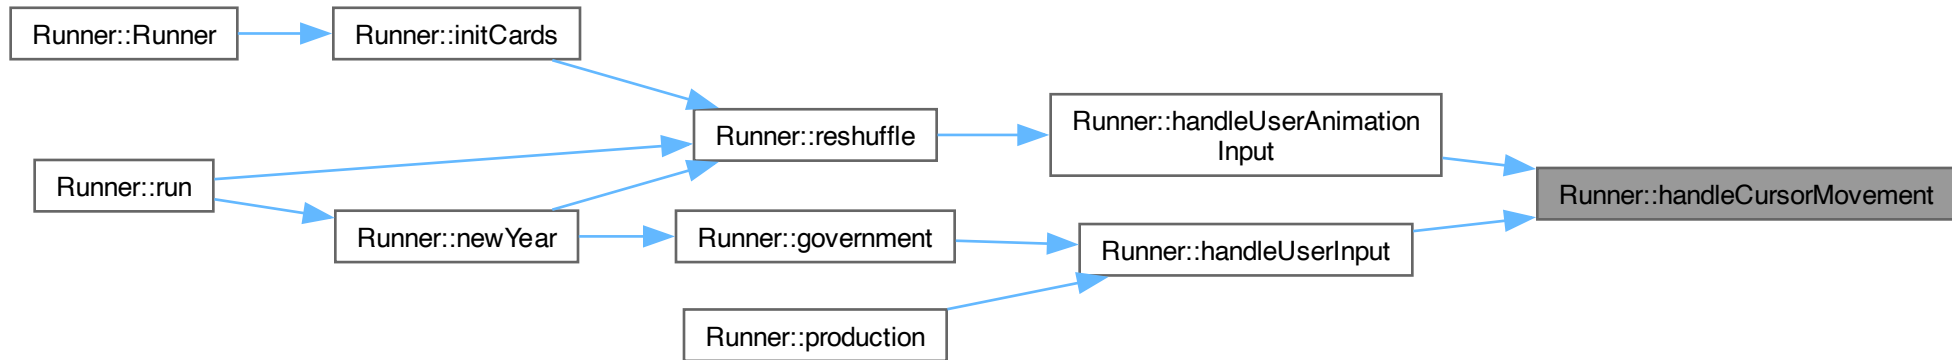 Runner::Runner
Runner::initCards
Runner::run
Runner::newYear
Runner::reshuffle
Runner::government
Runner::production
Runner::handleUserAnimation
Input
Runner::handleUserInput
Runner::handleCursorMovement